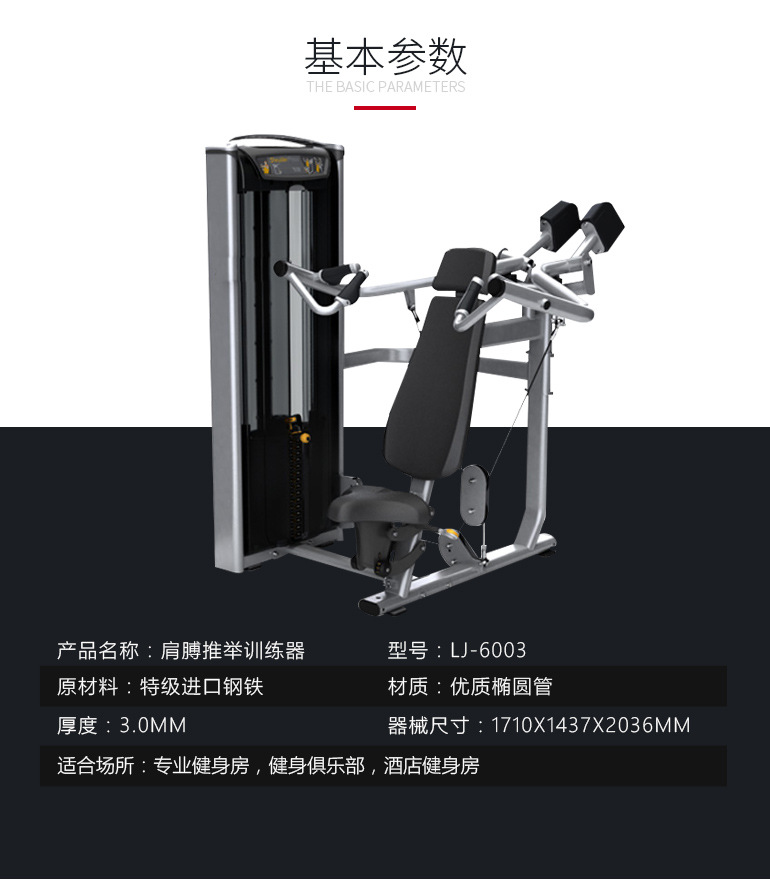 基本参数
THE BASIC PARAMETERS
产品名称：肩膊推举训练器 型号：LJ-6003
原材料：特级进口钢铁 材质：优质椭圆管
厚度：3.0MM 器械尺寸：1710X1437X2036MM
适合场所：专业健身房，健身俱乐部，酒店健身房